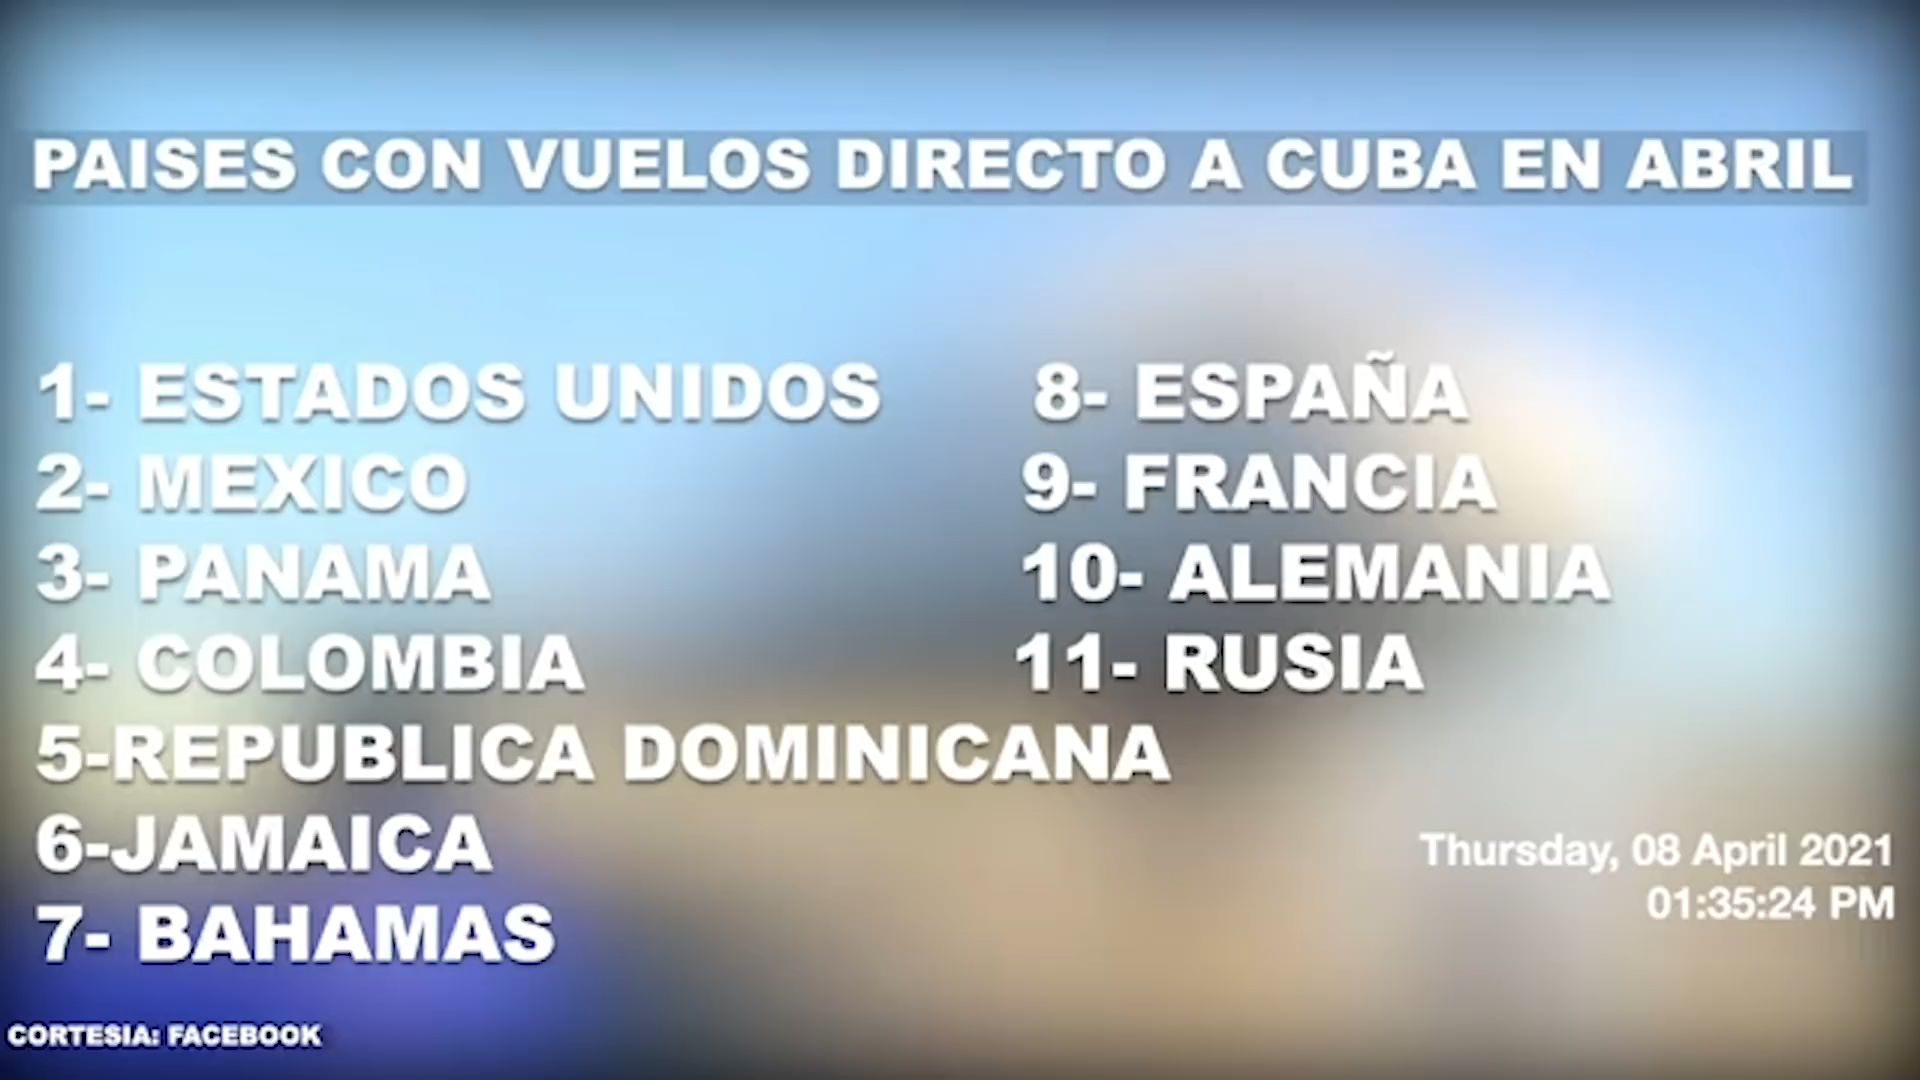 PAISES CON VUELOS DIRECTO A CUBA EN ABRIL
1- ESTADOS UNIDOS
2- MEXICO
3- PANAMA
4- COLOMBIA
5-REPUBLICA DOMINICANA
6-JAMAICA
7- BAHAMAS
8- ESPAÑA
9- FRANCIA
10- ALEMANIA
11- RUSIA
Thursday, 08 April 2021
01:35:24 PM
CORTESIA: FACEBOOK